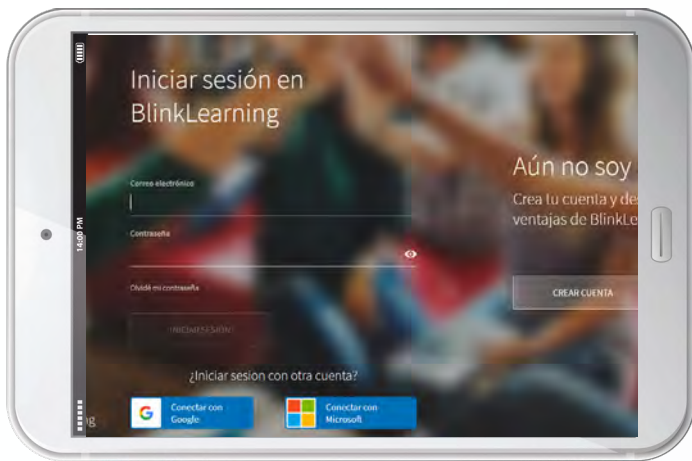 Iniciar sesión en
BlinkLearning
Correo electrónico
Contraseña
Olvidé mi contraseña
INICIAR SESIÓN
¿Iniciar sesion con otra cuenta?
Conectar con
Google
Conectar con
Microsoft
Aún no soy
Crea tu cuenta y de
ventajas de BlinkLe
CREAR CUENTA
14:00 PM
ng